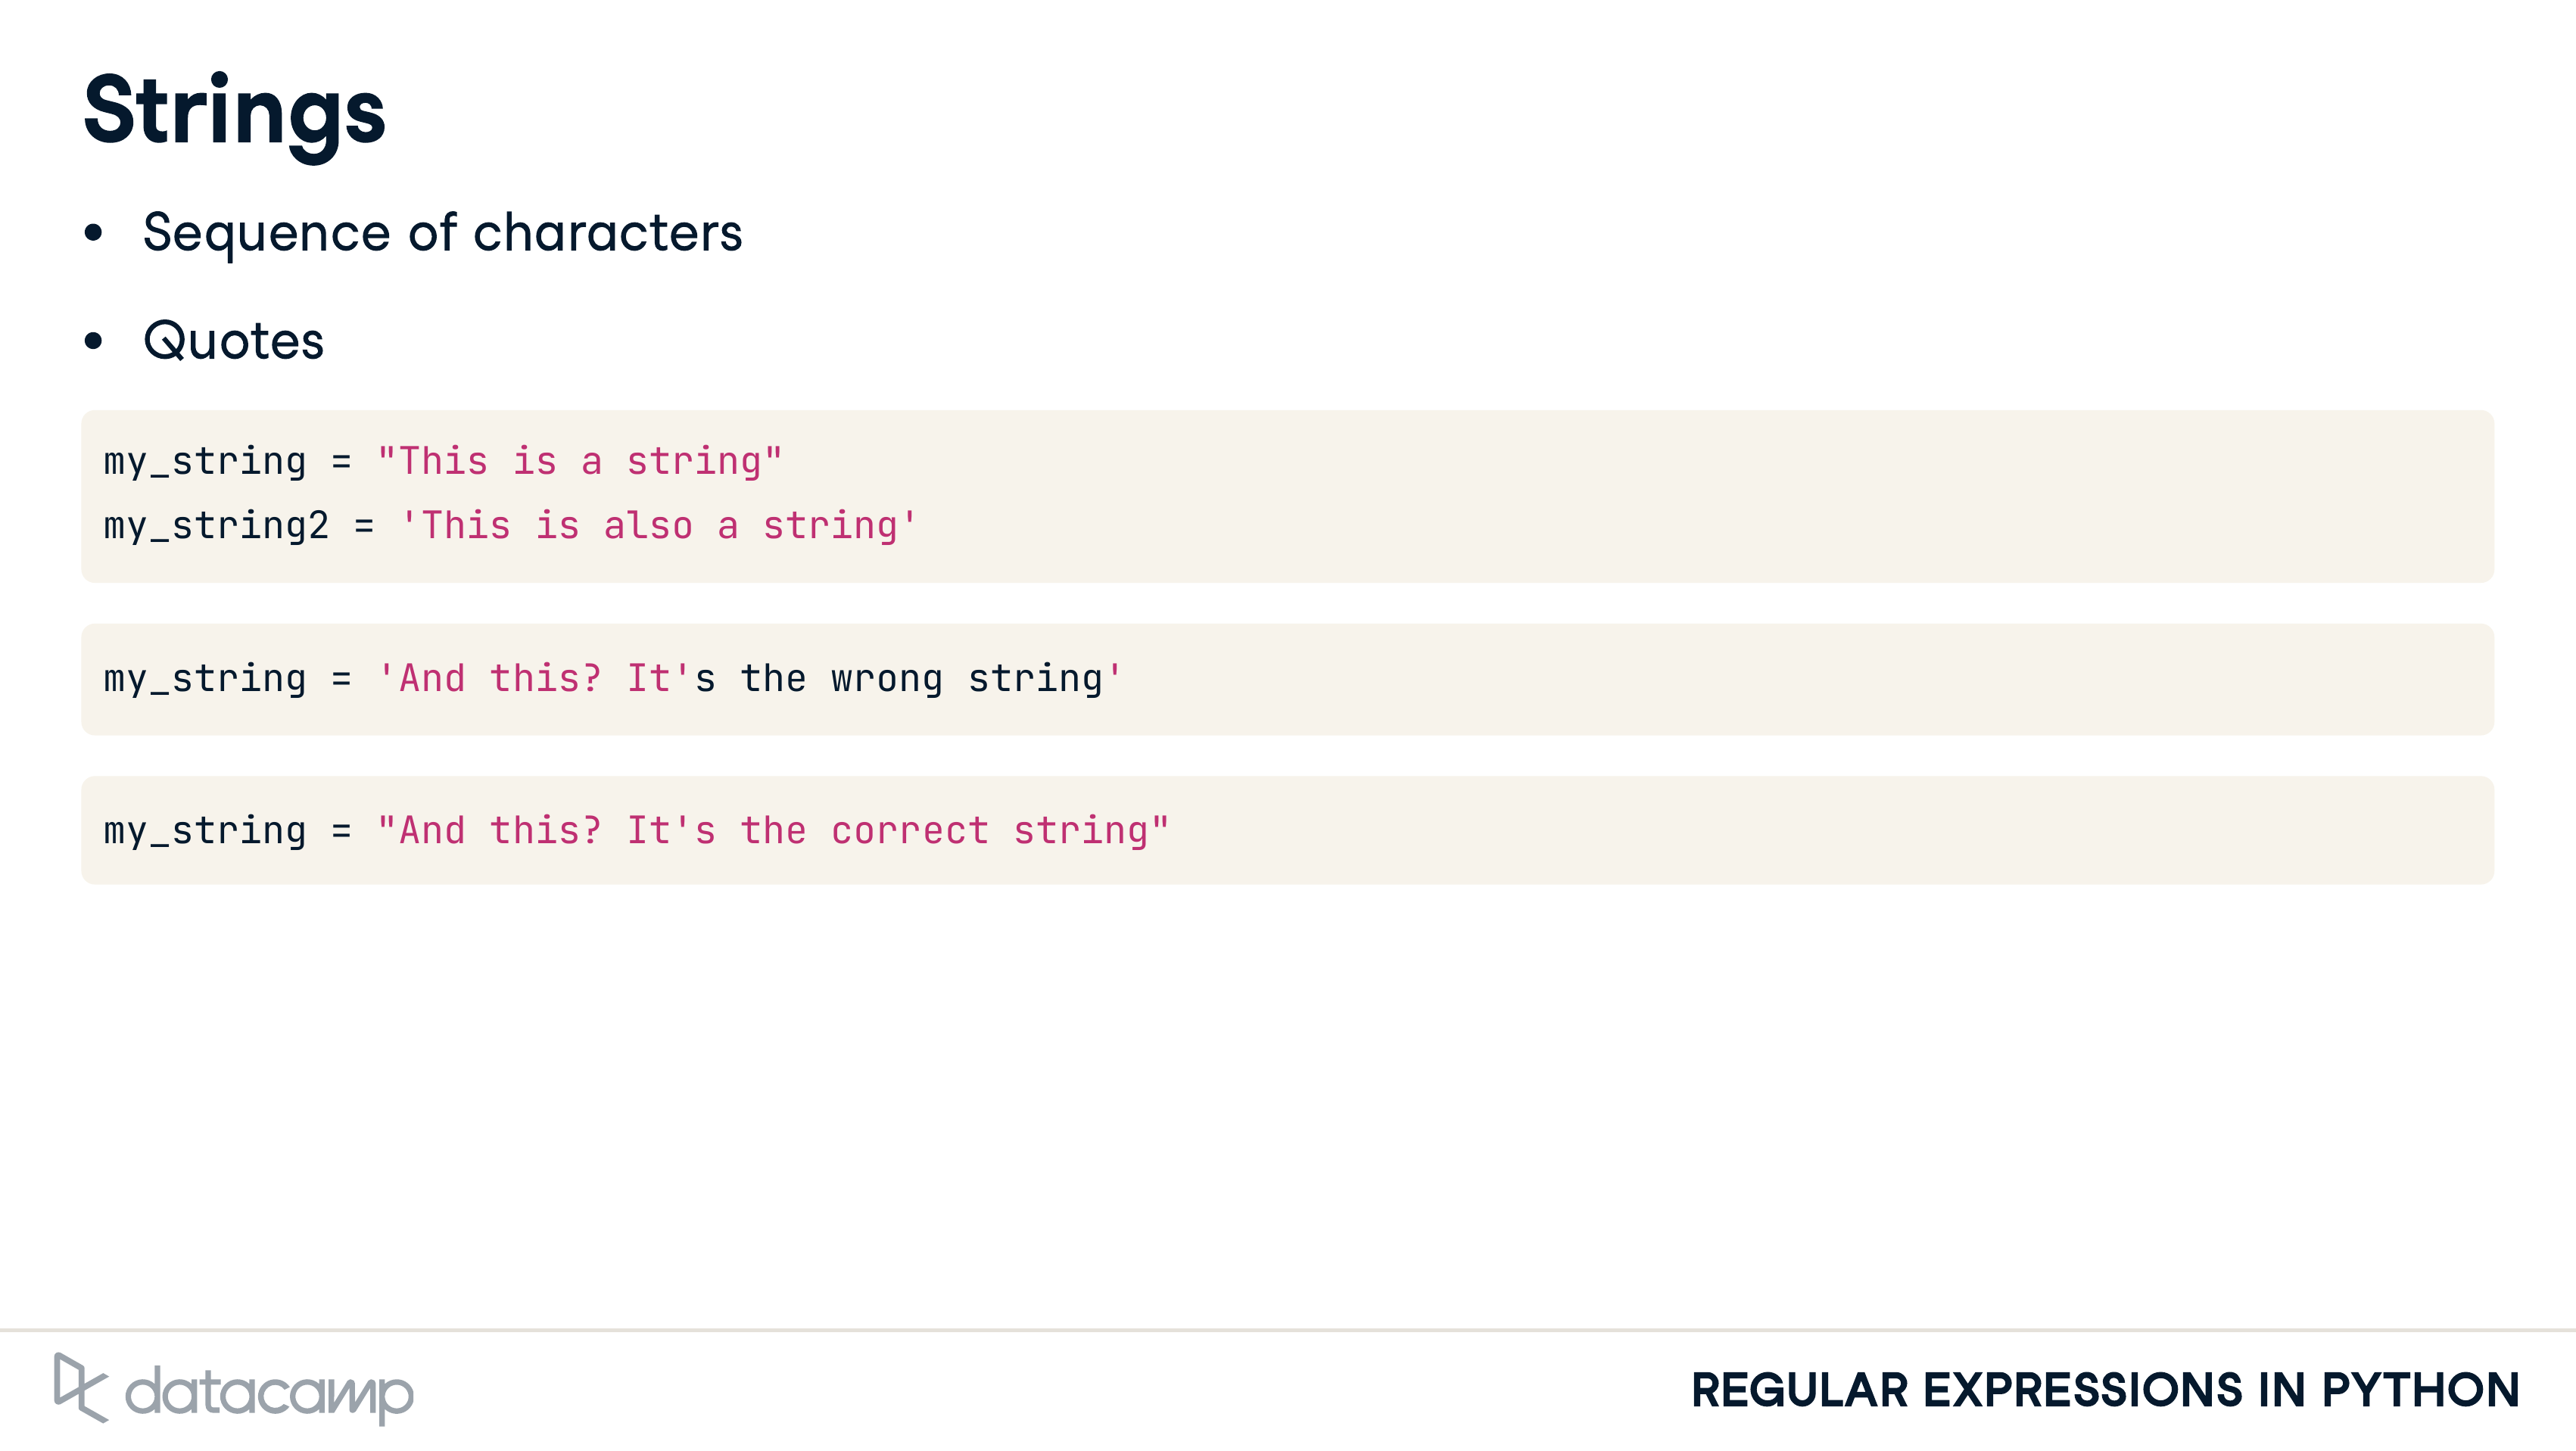 Strings
• Sequence of characters
• Quotes
my_string = "This is a string"
my_string2 = 'This is also a string'
my_string = 'And this? It's the wrong string'
my_string = "And this? It's the correct string"
datacamp
REGULAR EXPRESSIONS IN PYTHON